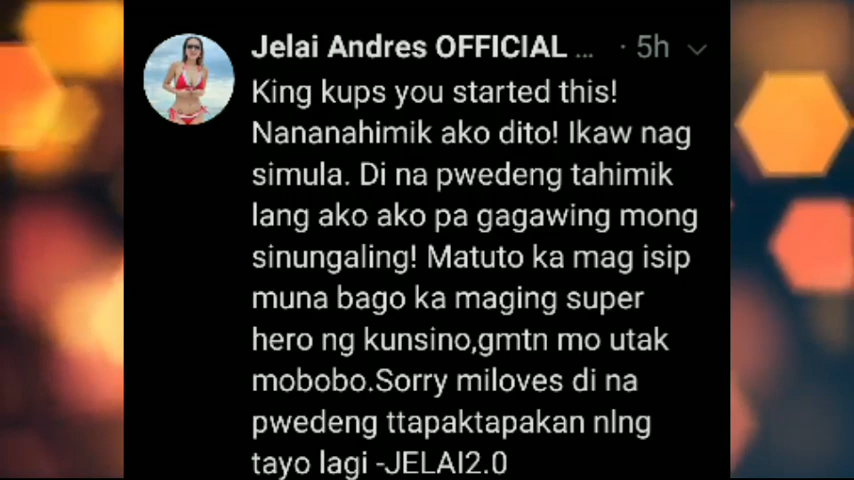 Jelai Andres OFFICIAL ... · 5h
King kups you started this!
Nananahimik ako dito! Ikaw nag
simula. Di na pwedeng tahimik
lang ako ako pa gagawing mong
sinungaling! Matuto ka mag isip
muna bago ka maging super
hero ng kunsino,gmtn mo utak
mobobo.Sorry miloves di na
pwedeng ttapaktapakan nlng
tayo lagi -JELAI2.0